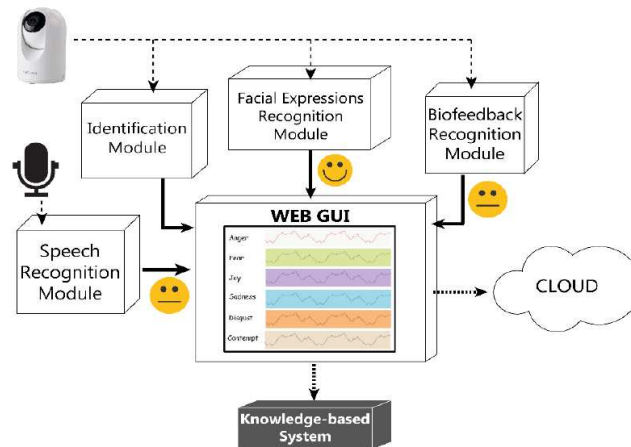 Identification
Module
Facial Expressions
Recognition
Module
Biofeedback
Recognition
Module
Speech
Recognition
Module
WEB GUI
Anger
Fear
Joy
Sadness
Disgust
Contempt
CLOUD
Knowledge-based
System